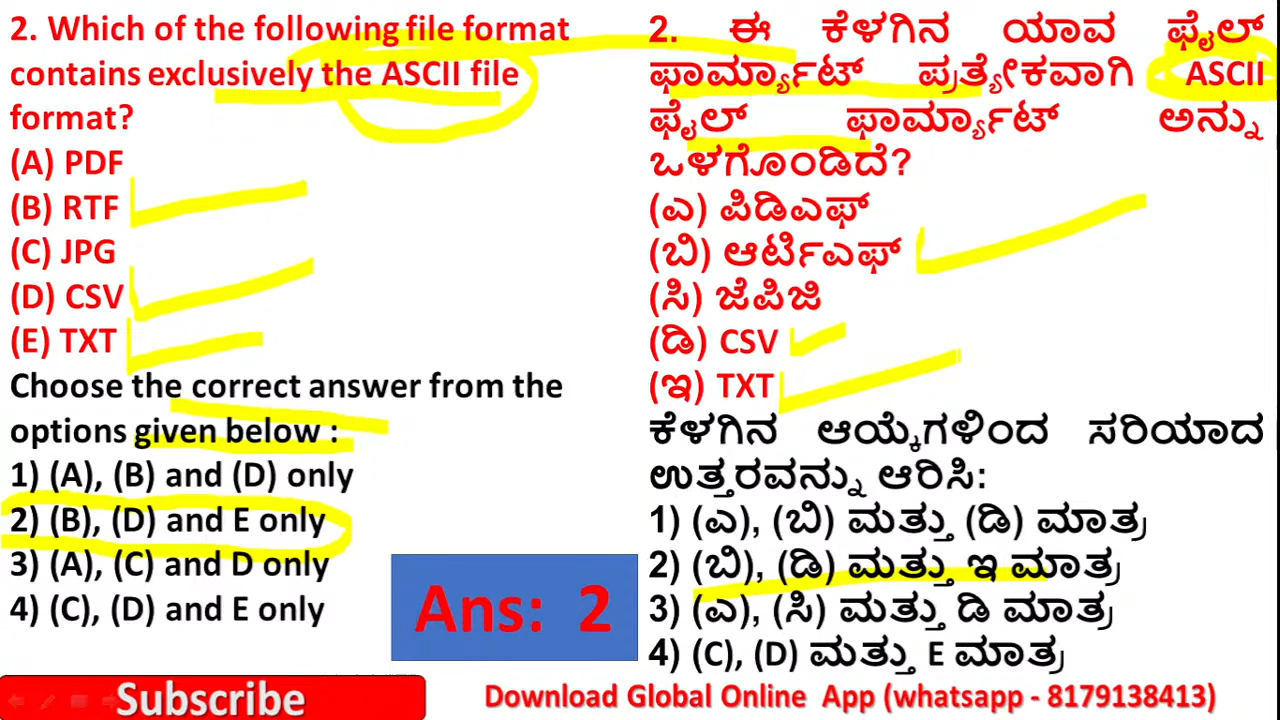 2. Which of the following file format
contains exclusively the ASCII file
format?
(A) PDF
(B) RTF
(C) JPG
(D) CSV
(E) TXT
Choose the correct answer from the
options given below :
1) (A), (B) and (D) only
2) (B), (D) and E only
3) (A), (C) and D only
4) (C), (D) and E only
Ans: 2
2. ಈ ಕೆಳಗಿನ ಯಾವ ಫೈಲ್
ಫಾರ್ಮ್ಯಾಟ್ ಪ್ರತ್ಯೇಕವಾಗಿ ASCII
ಫೈಲ್ ಫಾರ್ಮ್ಯಾಟ್ ಅನ್ನು
ಒಳಗೊಂಡಿದೆ?
(ಎ) ಪಿಡಿಎಫ್
(ಬಿ) ಆರ್ಟಿಎಫ್
(ಸಿ) ಜೆಪಿಜಿ
(ಡಿ) CSV
(ಇ) TXT
ಕೆಳಗಿನ ಆಯ್ಕೆಗಳಿಂದ ಸರಿಯಾದ
ಉತ್ತರವನ್ನು ಆರಿಸಿ:
1) (ಎ), (ಬಿ) ಮತ್ತು (ಡಿ) ಮಾತ್ರ
2) (ಬಿ), (ಡಿ) ಮತ್ತು ಇ ಮಾತ್ರ
3) (ಎ), (ಸಿ) ಮತ್ತು ಡಿ ಮಾತ್ರ
4) (C), (D) ಮತ್ತು E ಮಾತ್ರ
Subscribe
Download Global Online App (whatsapp - 8179138413)